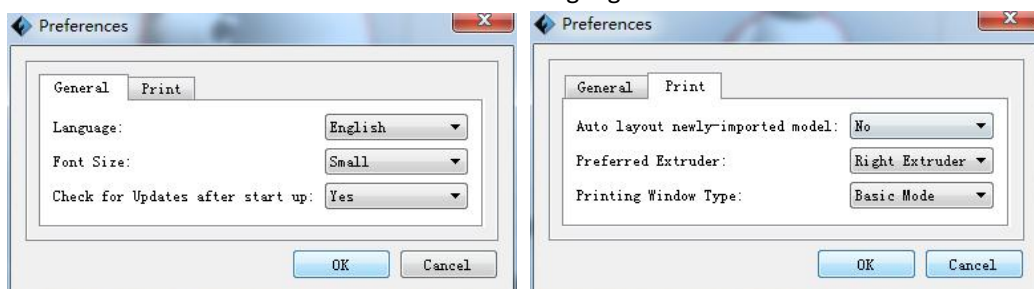 Preferences
General Print
Language: English
Font Size: Small
Check for Updates after start up: Yes
OK Cancel
Preferences
General Print
Auto layout newly-imported model: No
Preferred Extruder: Right Extruder
Printing Window Type: Basic Mode
OK Cancel